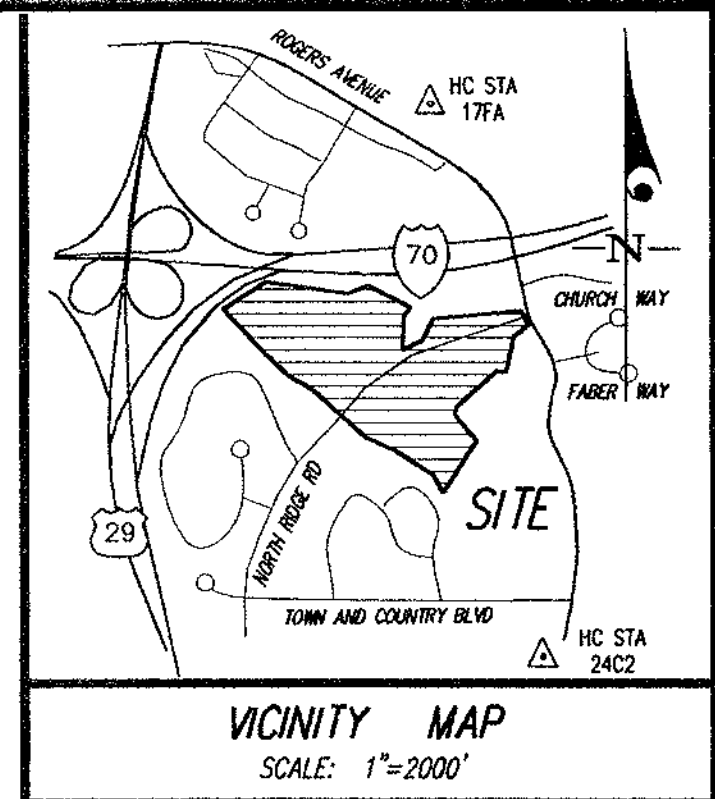 ROGERS AVENUE
HC STA
17FA
70
N
CHURCH WAY
FABER WAY
SITE
29
NORTH RIDGE RD
TOWN AND COUNTRY BLVD
HC STA
24C2
VICINITY MAP
SCALE: 1"=2000'